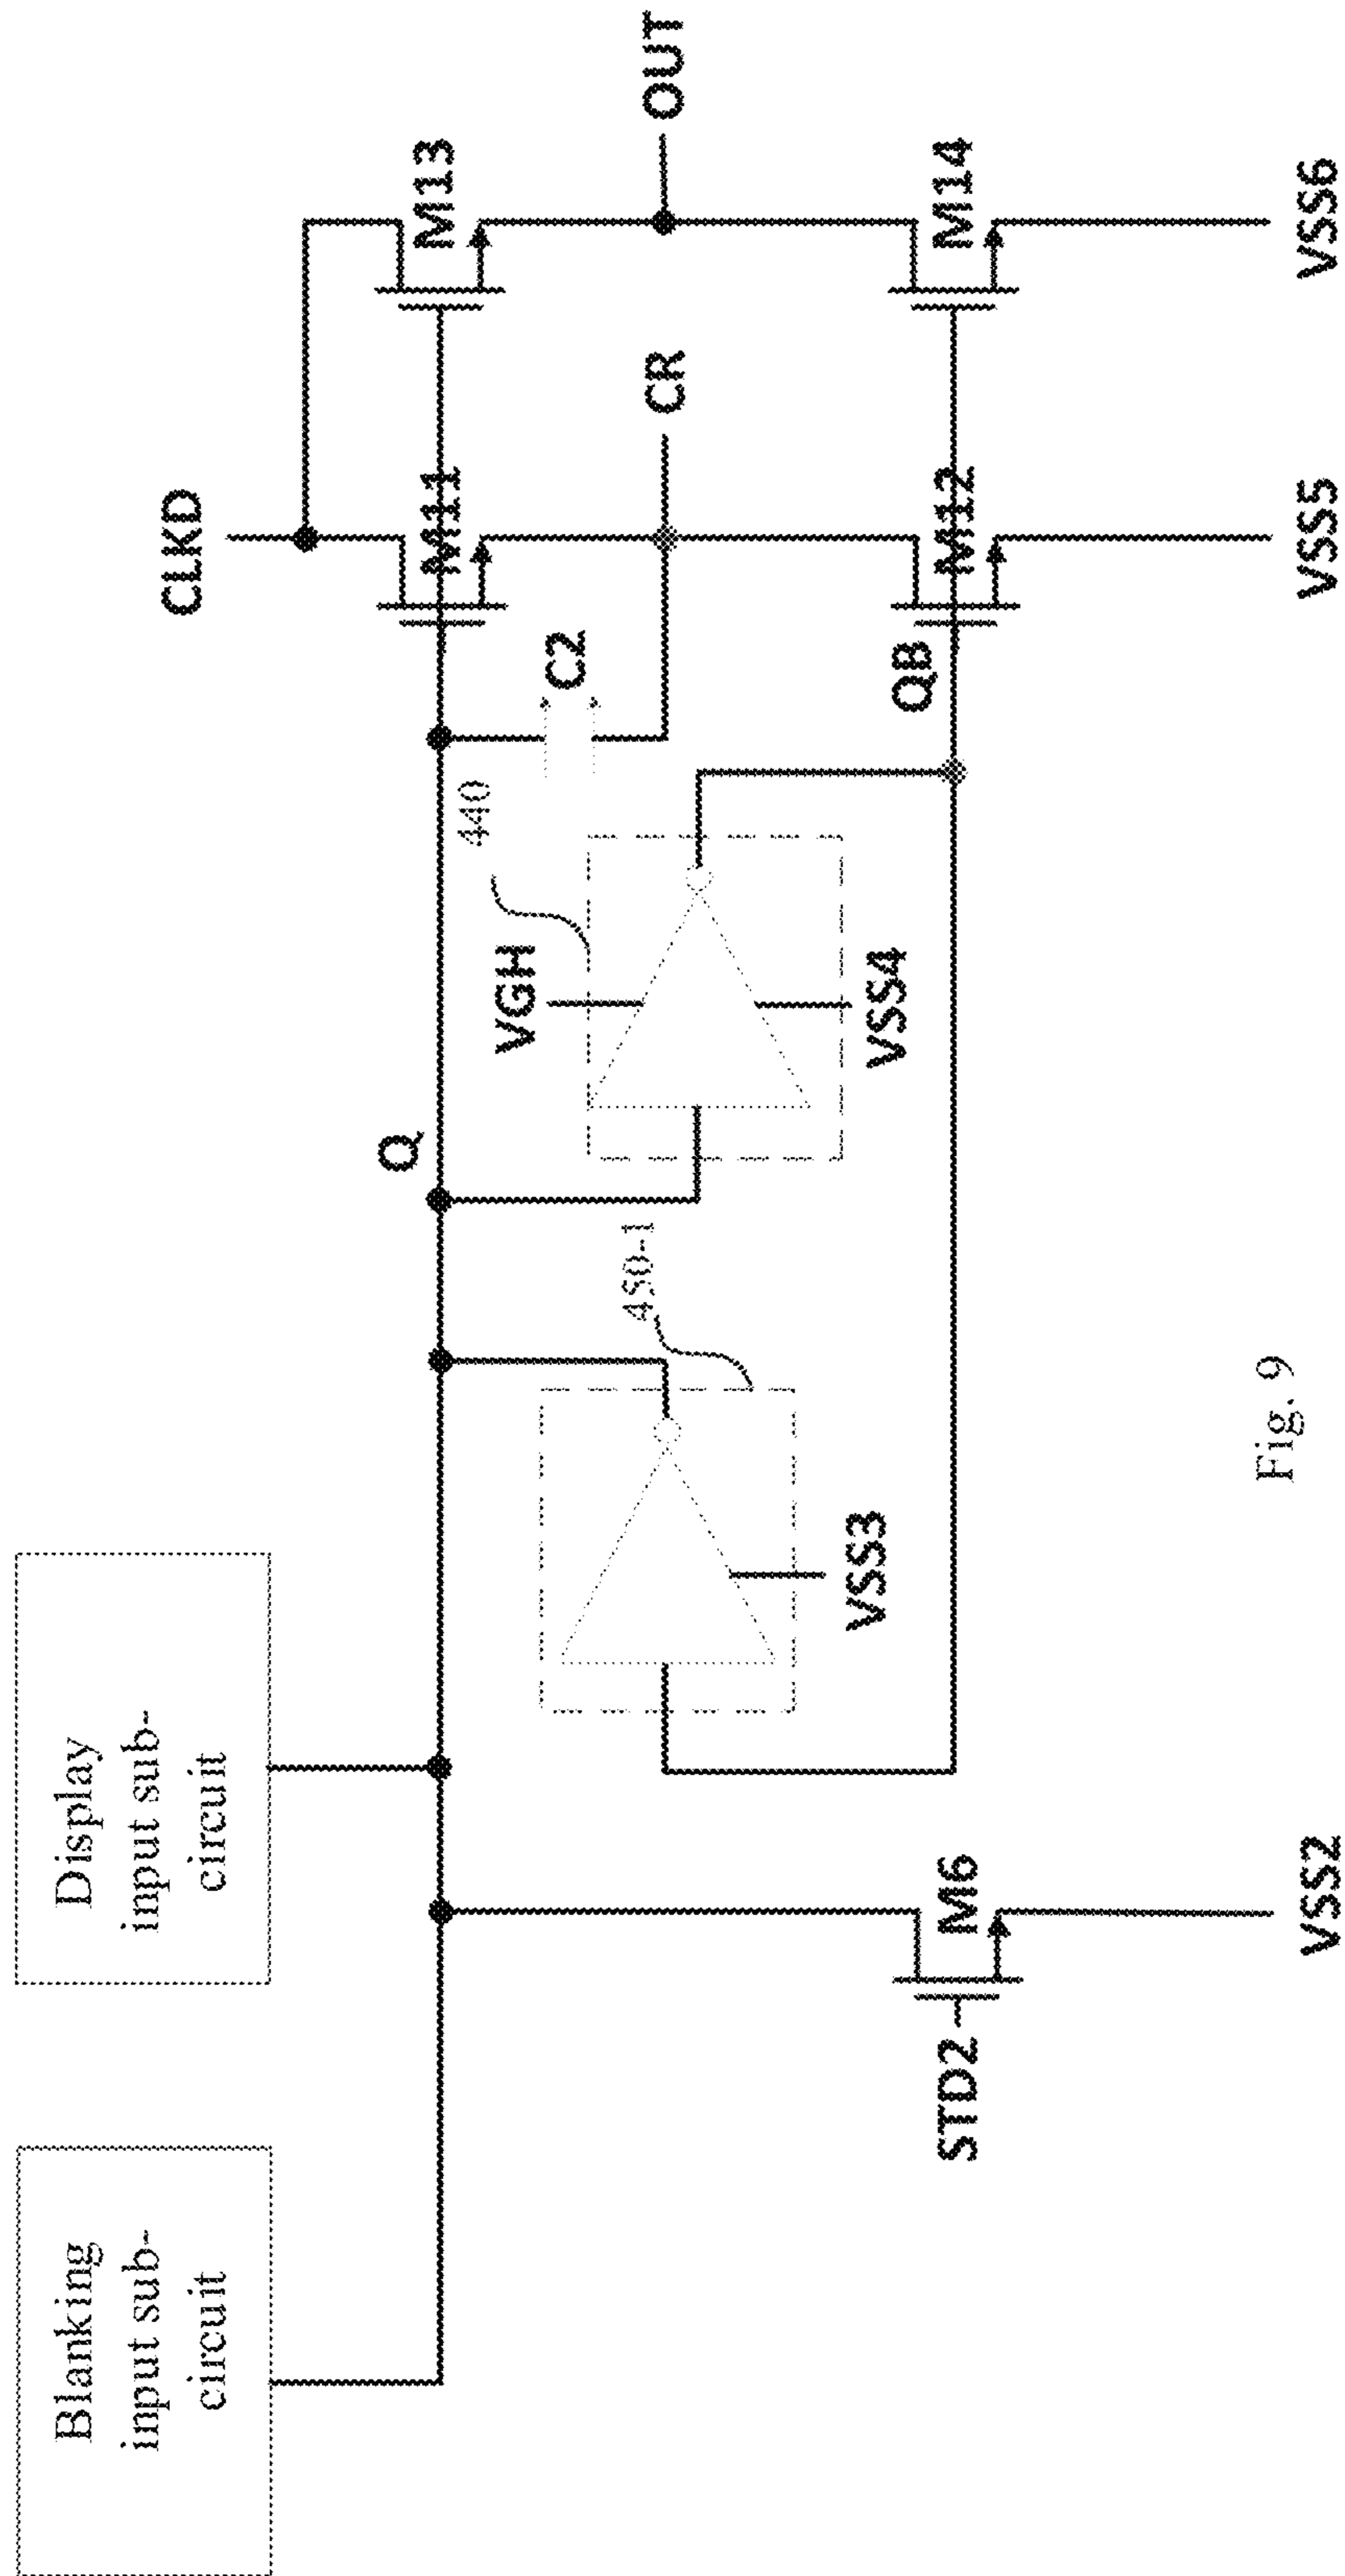 Blanking
input sub-
circuit
Display
input sub-
circuit
STD2
M6
VSS2
VSS3
450-1
Q
VGH
440
VSS4
C2
QB
CLKD
M11
CR
M12
VSS5
M13
OUT
M14
VSS6
Fig. 9